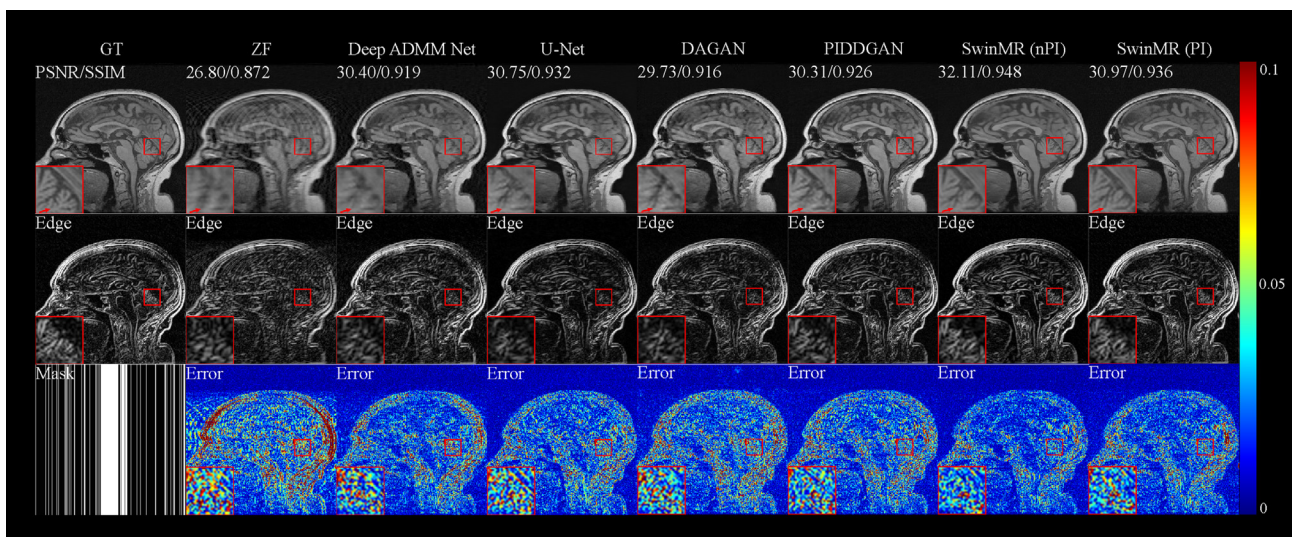 GT ZF Deep ADMM Net U-Net DAGAN PIDDGAN SwinMR (nPI) SwinMR (PI)
PSNR/SSIM 26.80/0.872 30.40/0.919 30.75/0.932 29.73/0.916 30.31/0.926 32.11/0.948 30.97/0.936
0.1
Edge Edge Edge Edge Edge Edge Edge Edge
0.05
Mask Error Error Error Error Error Error Error
0